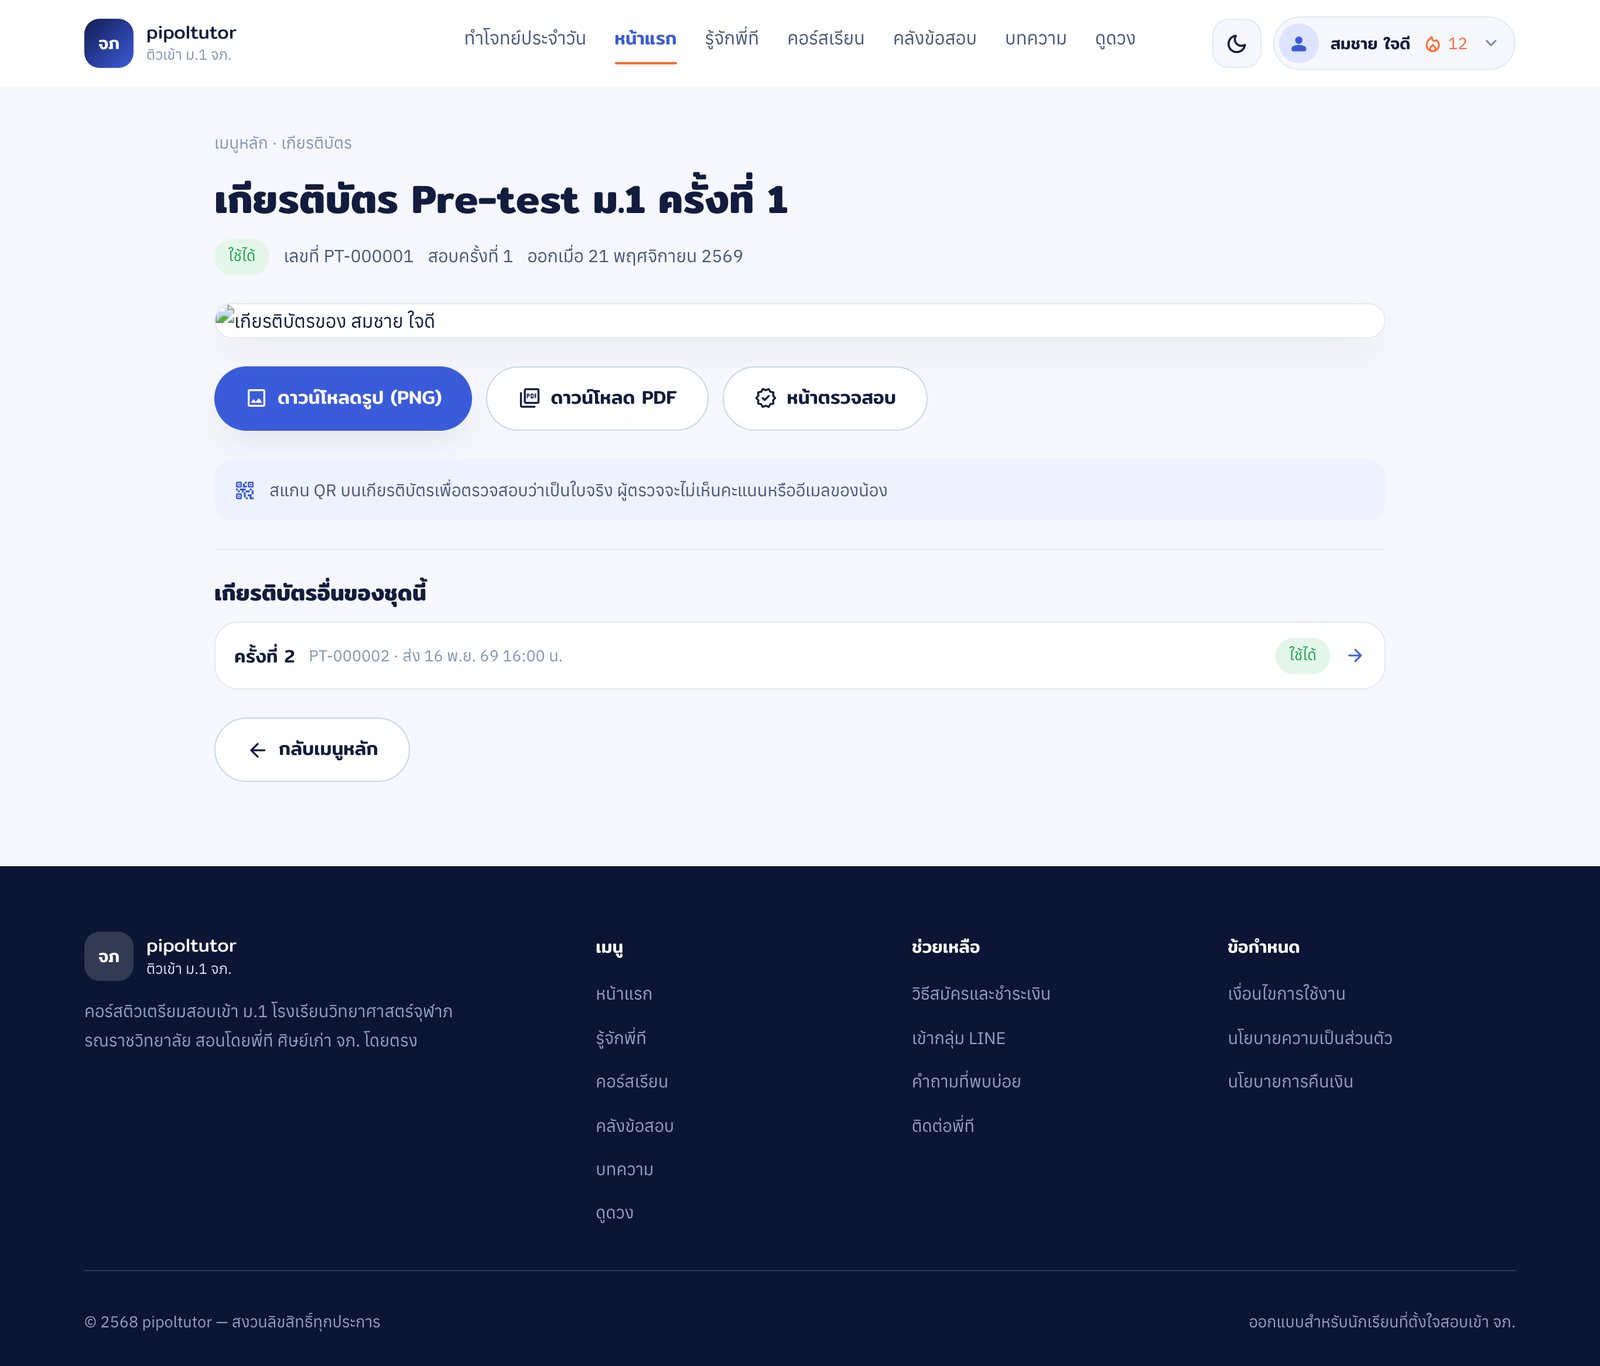 จภ
pipoltutor
ติวเข้า ม.1 จภ.
ทำโจทย์ประจำวัน หน้าแรก รู้จักพี่ที คอร์สเรียน คลังข้อสอบ บทความ ดูดวง
สมชาย ใจดี 12
เมนูหลัก · เกียรติบัตร
เกียรติบัตร Pre-test ม.1 ครั้งที่ 1
ใช้ได้ เลขที่ PT-000001 สอบครั้งที่ 1 ออกเมื่อ 21 พฤศจิกายน 2569
เกียรติบัตรของ สมชาย ใจดี
ดาวน์โหลดรูป (PNG) ดาวน์โหลด PDF หน้าตรวจสอบ
สแกน QR บนเกียรติบัตรเพื่อตรวจสอบว่าเป็นใบจริง ผู้ตรวจจะไม่เห็นคะแนนหรืออีเมลของน้อง
เกียรติบัตรอื่นของชุดนี้
ครั้งที่ 2 PT-000002 · ส่ง 16 พ.ย. 69 16:00 น. ใช้ได้
กลับเมนูหลัก
จภ
pipoltutor
ติวเข้า ม.1 จภ.
คอร์สติวเตรียมสอบเข้า ม.1 โรงเรียนวิทยาศาสตร์จุฬาภ
รณราชวิทยาลัย สอนโดยพี่ที ศิษย์เก่า จภ. โดยตรง
เมนู
หน้าแรก
รู้จักพี่ที
คอร์สเรียน
คลังข้อสอบ
บทความ
ดูดวง
ช่วยเหลือ
วิธีสมัครและชำระเงิน
เข้ากลุ่ม LINE
คำถามที่พบบ่อย
ติดต่อพี่ที
ข้อกำหนด
เงื่อนไขการใช้งาน
นโยบายความเป็นส่วนตัว
นโยบายการคืนเงิน
© 2568 pipoltutor — สงวนลิขสิทธิ์ทุกประการ
ออกแบบสำหรับนักเรียนที่ตั้งใจสอบเข้า จภ.